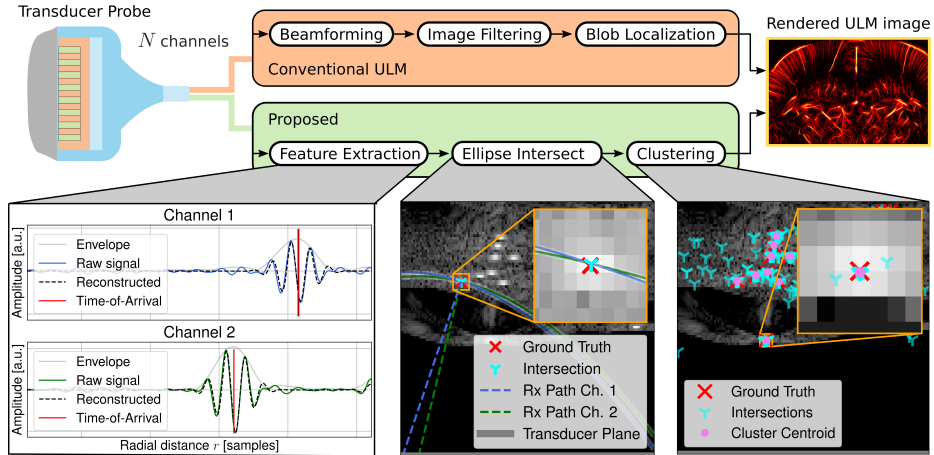 Transducer Probe
N channels
Beamforming
Image Filtering
Blob Localization
Conventional ULM
Rendered ULM image
Proposed
Feature Extraction
Ellipse Intersect
Clustering
Channel 1
Amplitude [a.u.]
Envelope
Raw signal
Reconstructed
Time-of-Arrival
Channel 2
Amplitude [a.u.]
Envelope
Raw signal
Reconstructed
Time-of-Arrival
Radial distance r [samples]
Ground Truth
Intersection
Rx Path Ch. 1
Rx Path Ch. 2
Transducer Plane
Ground Truth
Intersections
Cluster Centroid